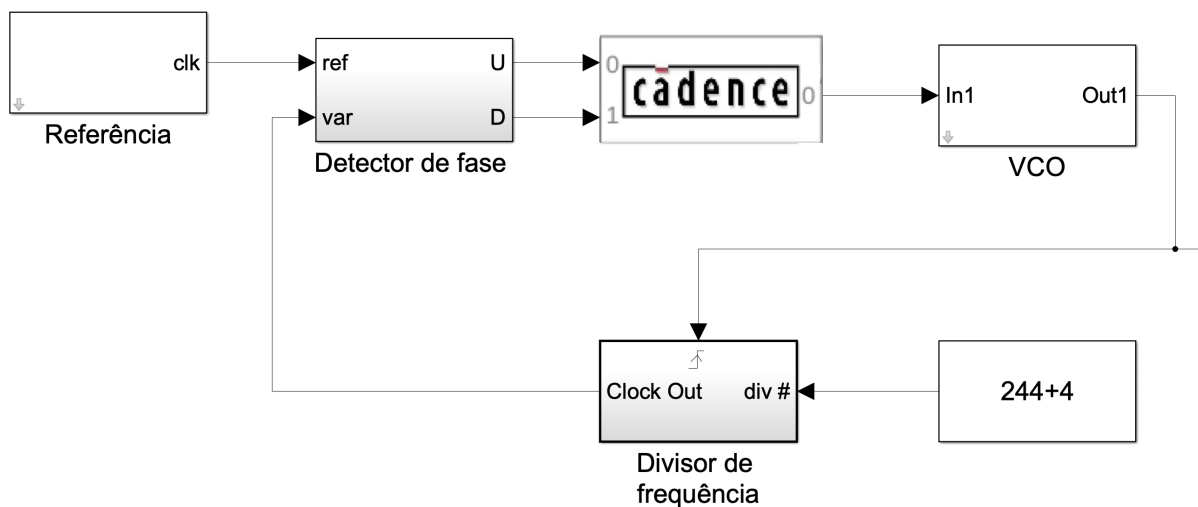 clk
Referência
ref
U
var
D
Detector de fase
0
1
cādence
0
In1
Out1
VCO
Clock Out
div #
Divisor de
frequência
244+4